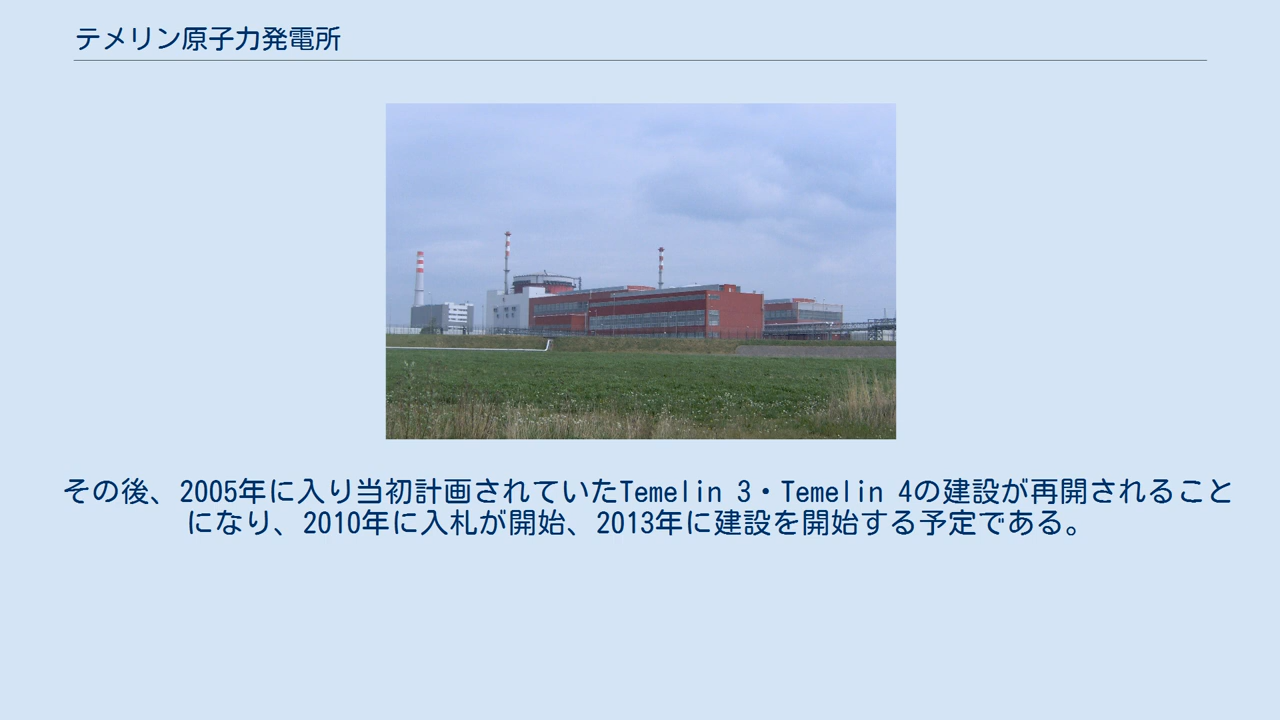 テメリン原子力発電所
その後、2005年に入り当初計画されていたTemelin 3・Temelin 4の建設が再開されること
になり、2010年に入札が開始、2013年に建設を開始する予定である。